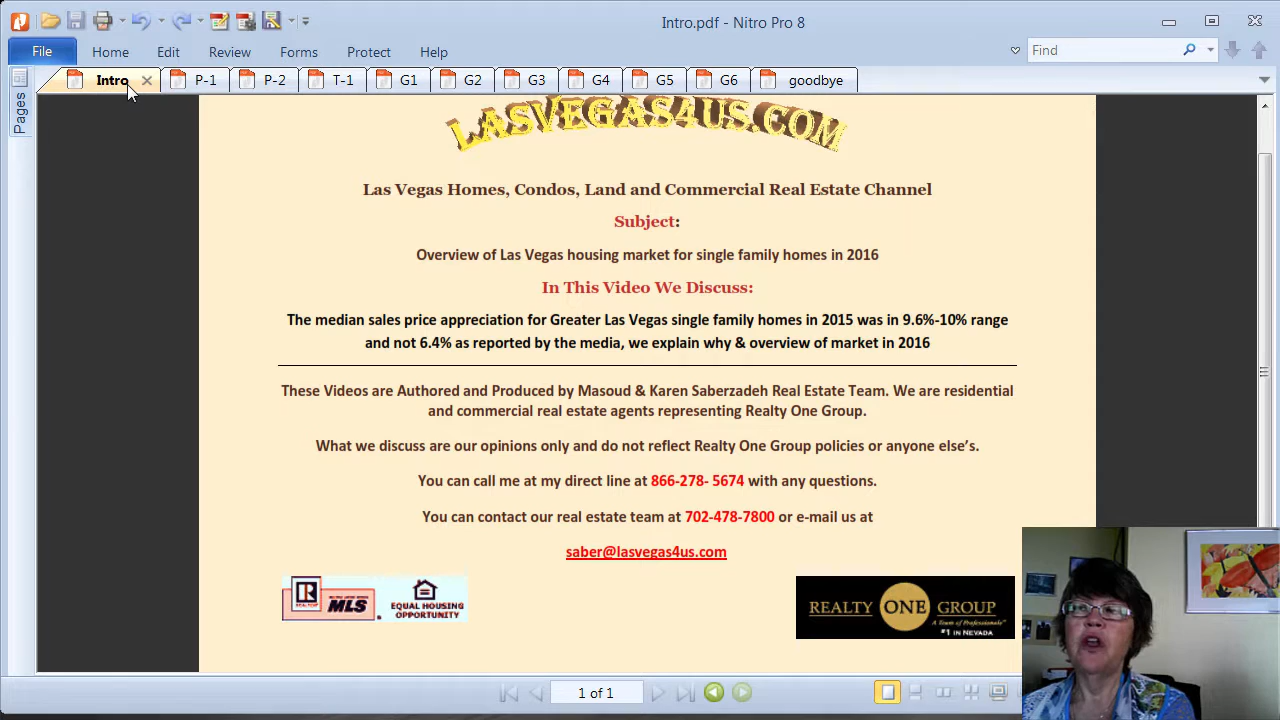 Intro.pdf - Nitro Pro 8
File Home Edit Review Forms Protect Help Find
Intro P-1 P-2 T-1 G1 G2 G3 G4 G5 G6 goodbye
Pages
LASVEGAS4US.COM
Las Vegas Homes, Condos, Land and Commercial Real Estate Channel
Subject:
Overview of Las Vegas housing market for single family homes in 2016
In This Video We Discuss:
The median sales price appreciation for Greater Las Vegas single family homes in 2015 was in 9.6%-10% range
and not 6.4% as reported by the media, we explain why & overview of market in 2016
These Videos are Authored and Produced by Masoud & Karen Saberzadeh Real Estate Team. We are residential
and commercial real estate agents representing Realty One Group.
What we discuss are our opinions only and do not reflect Realty One Group policies or anyone else's.
You can call me at my direct line at 866-278- 5674 with any questions.
You can contact our real estate team at 702-478-7800 or e-mail us at
saber@lasvegas4us.com
R
REALTOR
MLS
EQUAL HOUSING
OPPORTUNITY
REALTY ONE GROUP
A Team of Professionals
#1 IN NEVADA
1 of 1